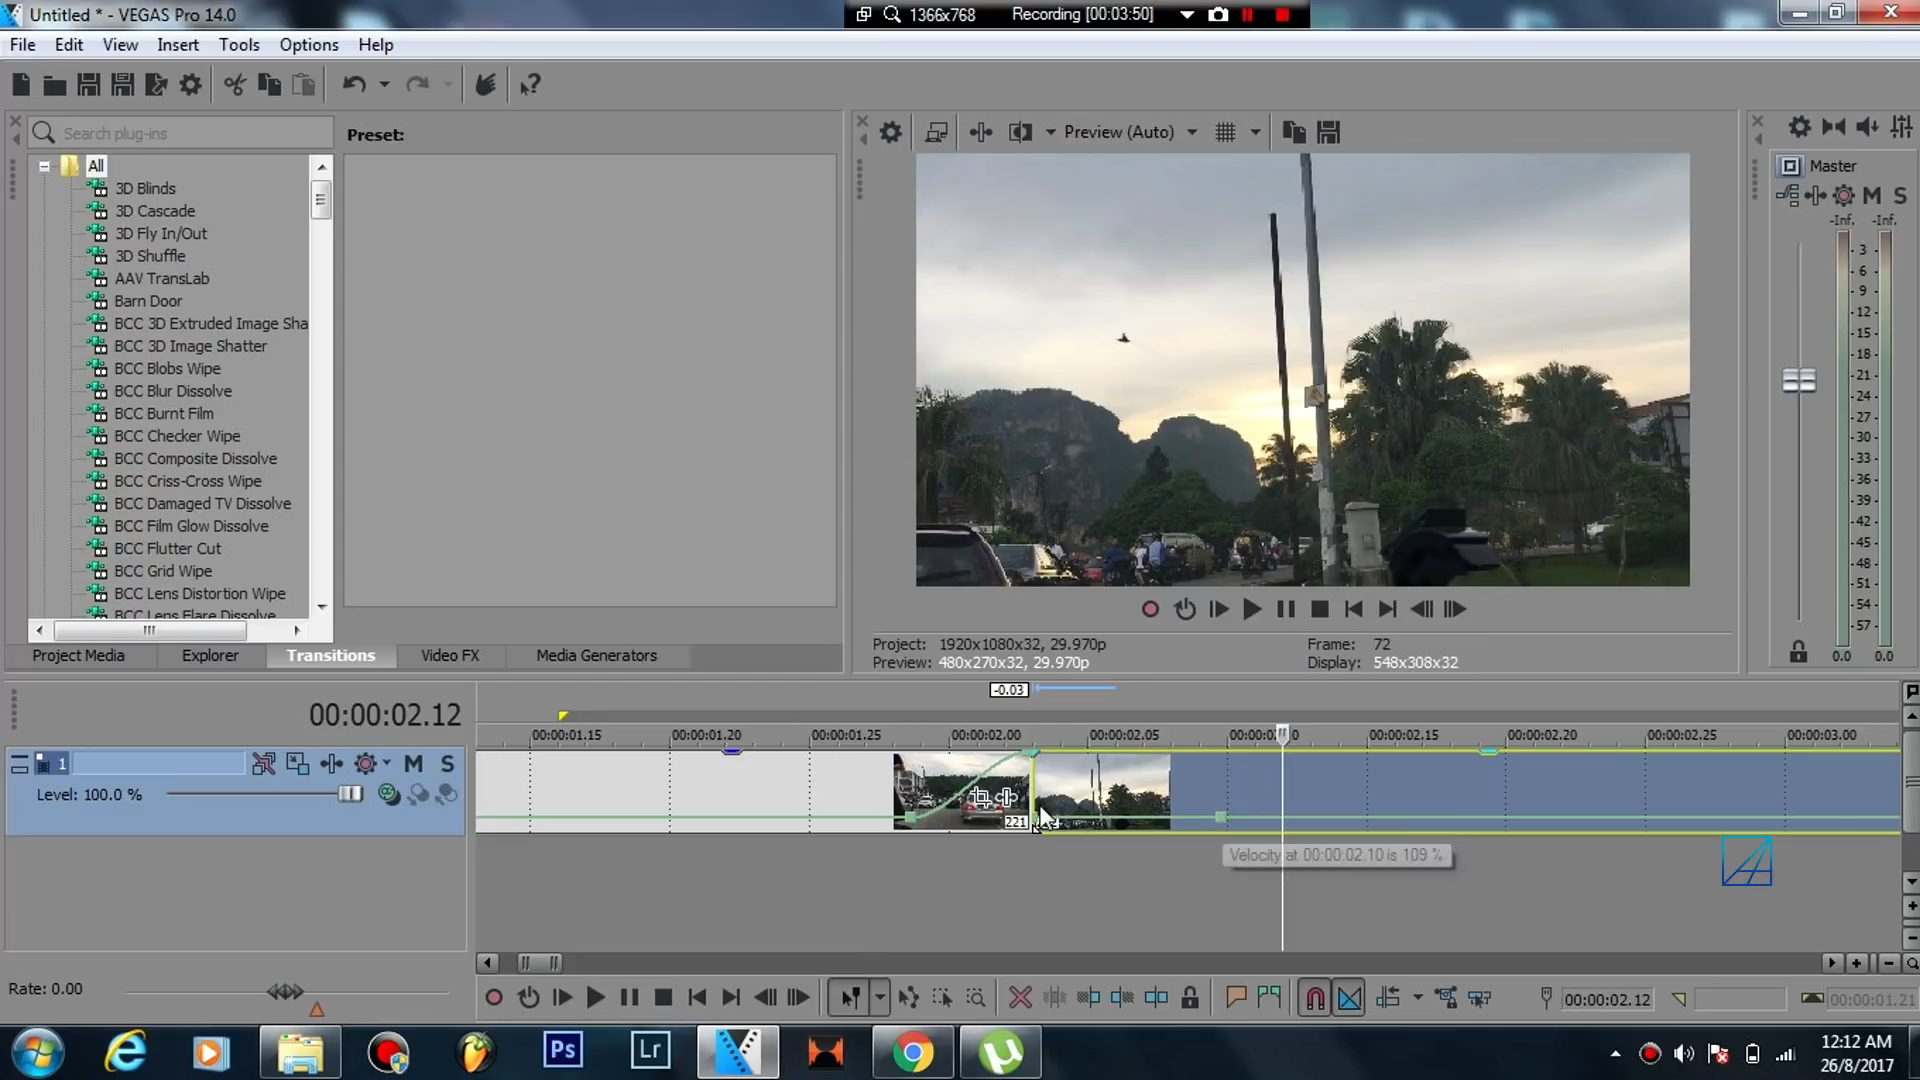 Untitled * - VEGAS Pro 14.0
1366x768
Recording [00:03:50]
File Edit View Insert Tools Options Help
Search plug-ins
Preset:
All
3D Blinds
3D Cascade
3D Fly In/Out
3D Shuffle
AAV TransLab
Barn Door
BCC 3D Extruded Image Sha
BCC 3D Image Shatter
BCC Blobs Wipe
BCC Blur Dissolve
BCC Burnt Film
BCC Checker Wipe
BCC Composite Dissolve
BCC Criss-Cross Wipe
BCC Damaged TV Dissolve
BCC Film Glow Dissolve
BCC Flutter Cut
BCC Grid Wipe
BCC Lens Distortion Wipe
BCC Lens Flare Dissolve
Project Media Explorer Transitions Video FX Media Generators
Preview (Auto)
Project: 1920x1080x32, 29.970p
Preview: 480x270x32, 29.970p
Frame: 72
Display: 548x308x32
Master
M S
-Inf. -Inf.
3
6
9
12
15
18
21
24
27
30
33
36
39
42
45
48
51
54
57
0.0 0.0
-0.03
00:00:02.12
00:00:01.15 00:00:01.20 00:00:01.25 00:00:02.00 00:00:02.05 00:00: 0 00:00:02.15 00:00:02.20 00:00:02.25 00:00:03.00
1 M S
Level: 100.0 %
221
Velocity at 00:00:02.10 is 109 %
Rate: 0.00
00:00:02.12
00:00:01.21
Ps
Lr
12:12 AM
26/8/2017